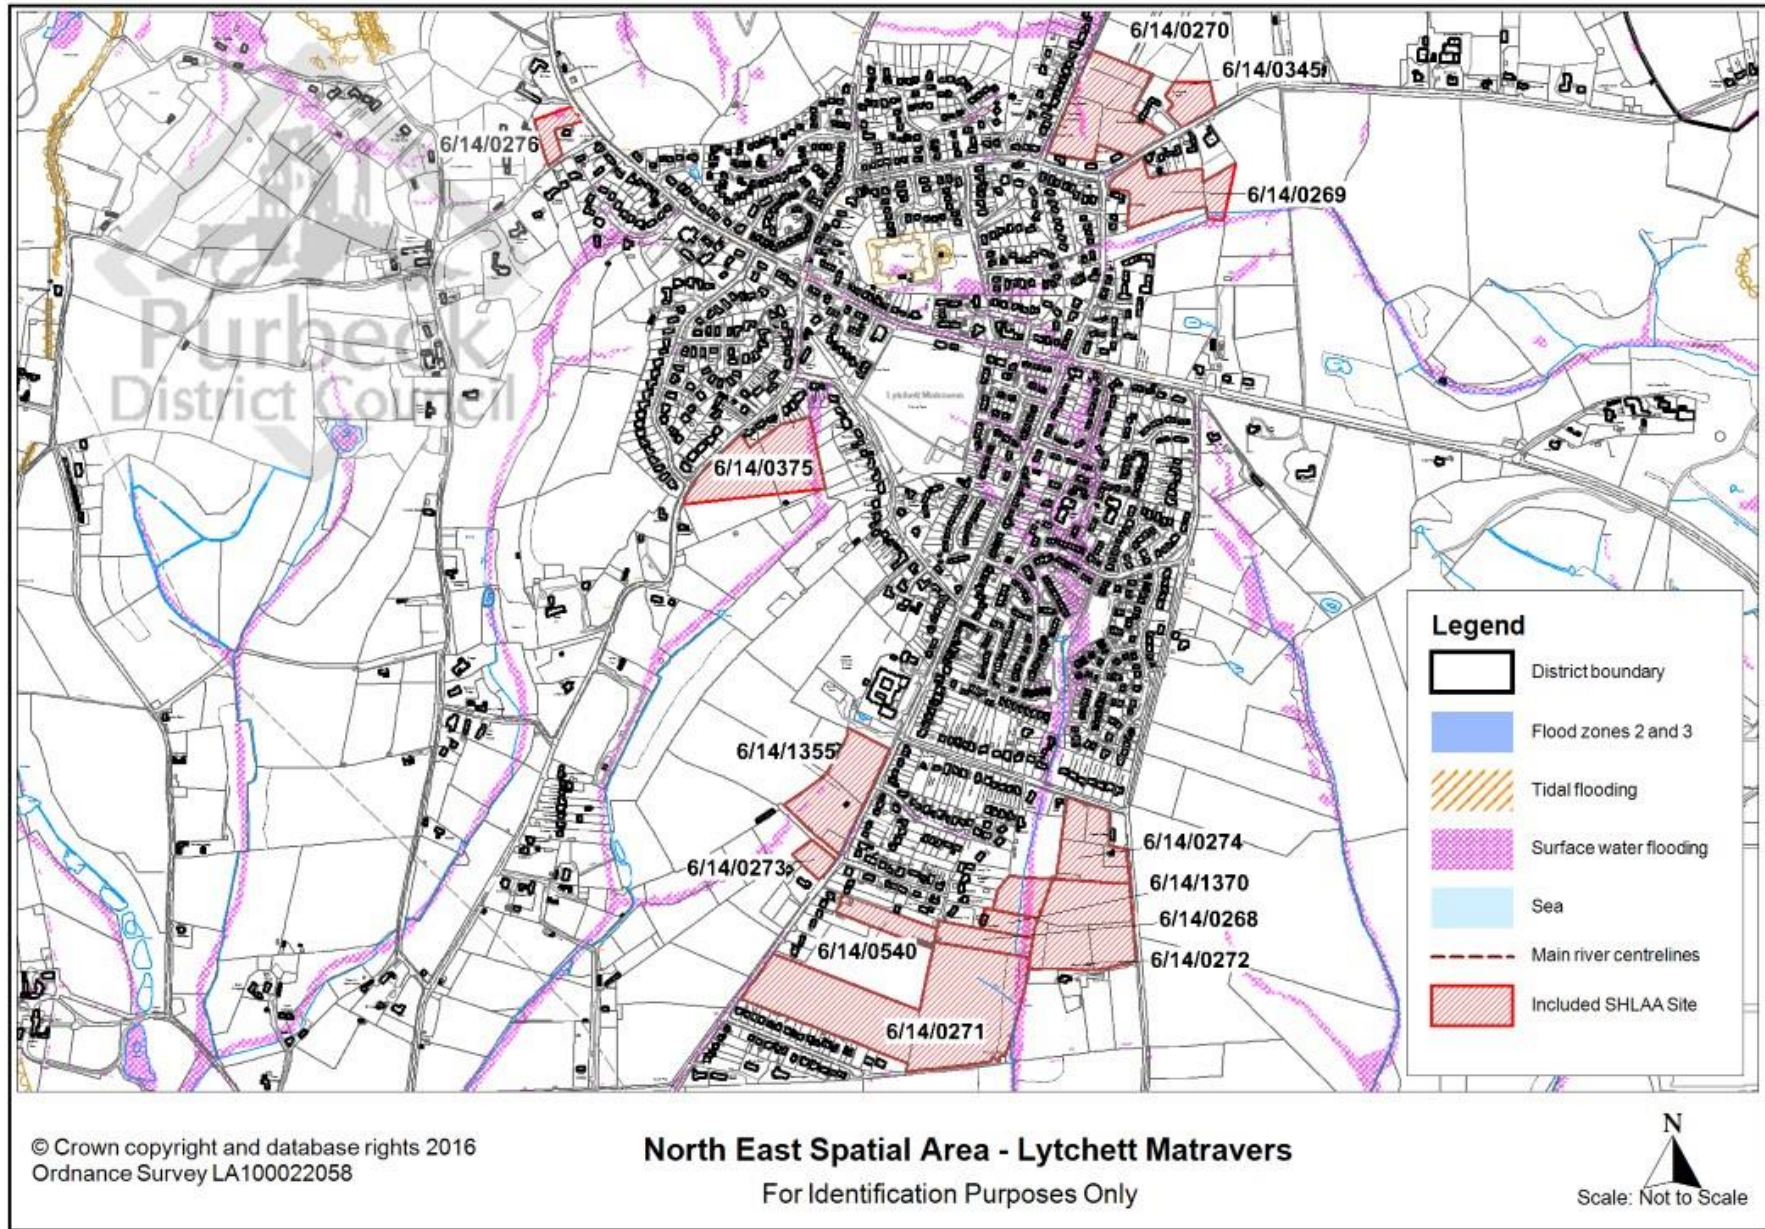 6/14/0270
6/14/0345
6/14/0276
6/14/0269
Purbeck
District Council
Lytchett Matravers
6/14/0375
6/14/1355
6/14/0274
6/14/0273
6/14/1370
6/14/0268
6/14/0540
6/14/0272
6/14/0271
Legend
District boundary
Flood zones 2 and 3
Tidal flooding
Surface water flooding
Sea
Main river centrelines
Included SHLAA Site
© Crown copyright and database rights 2016
Ordnance Survey LA100022058
North East Spatial Area - Lytchett Matravers
For Identification Purposes Only
N
Scale: Not to Scale